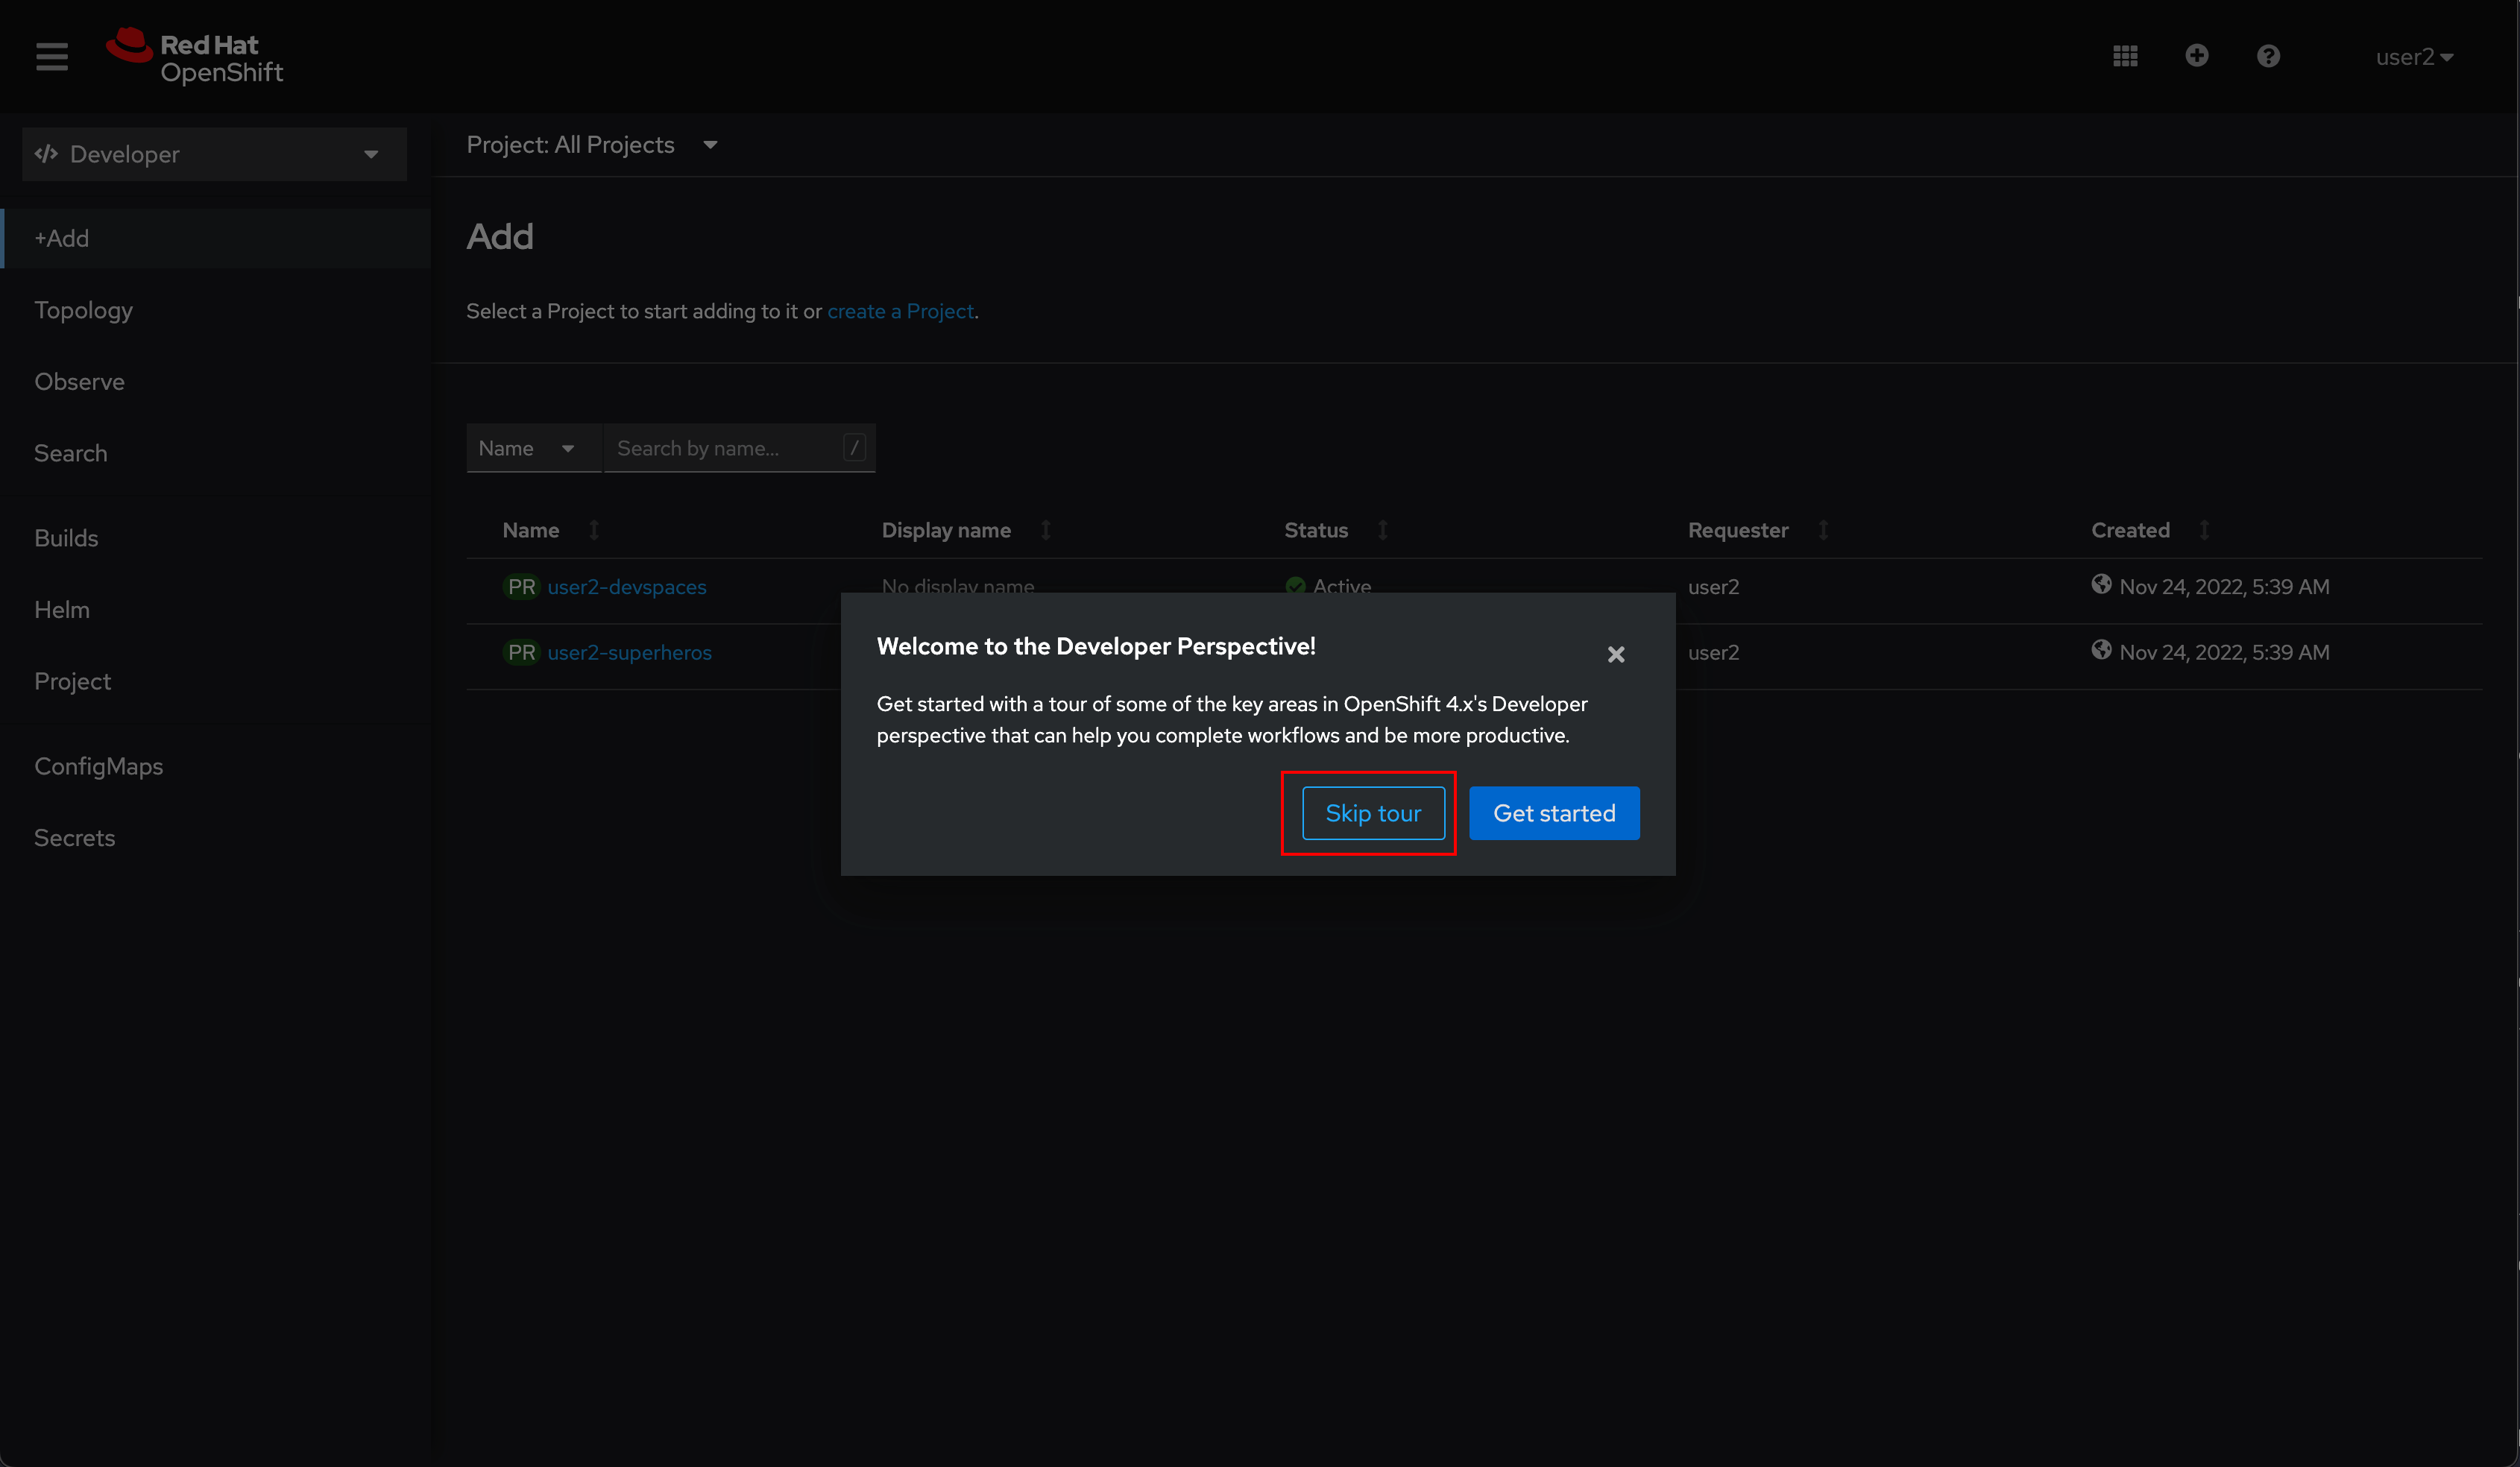 Red Hat
OpenShift
user2
Developer
Project: All Projects
+Add
Topology
Observe
Search
Builds
Helm
Project
ConfigMaps
Secrets
Add
Select a Project to start adding to it or create a Project.
Name
Search by name...
/
Name Display name Status Requester Created
PR user2-devspaces No display name Active user2 Nov 24, 2022, 5:39 AM
PR user2-superheros user2 Nov 24, 2022, 5:39 AM
Welcome to the Developer Perspective!
Get started with a tour of some of the key areas in OpenShift 4.x's Developer
perspective that can help you complete workflows and be more productive.
Skip tour
Get started